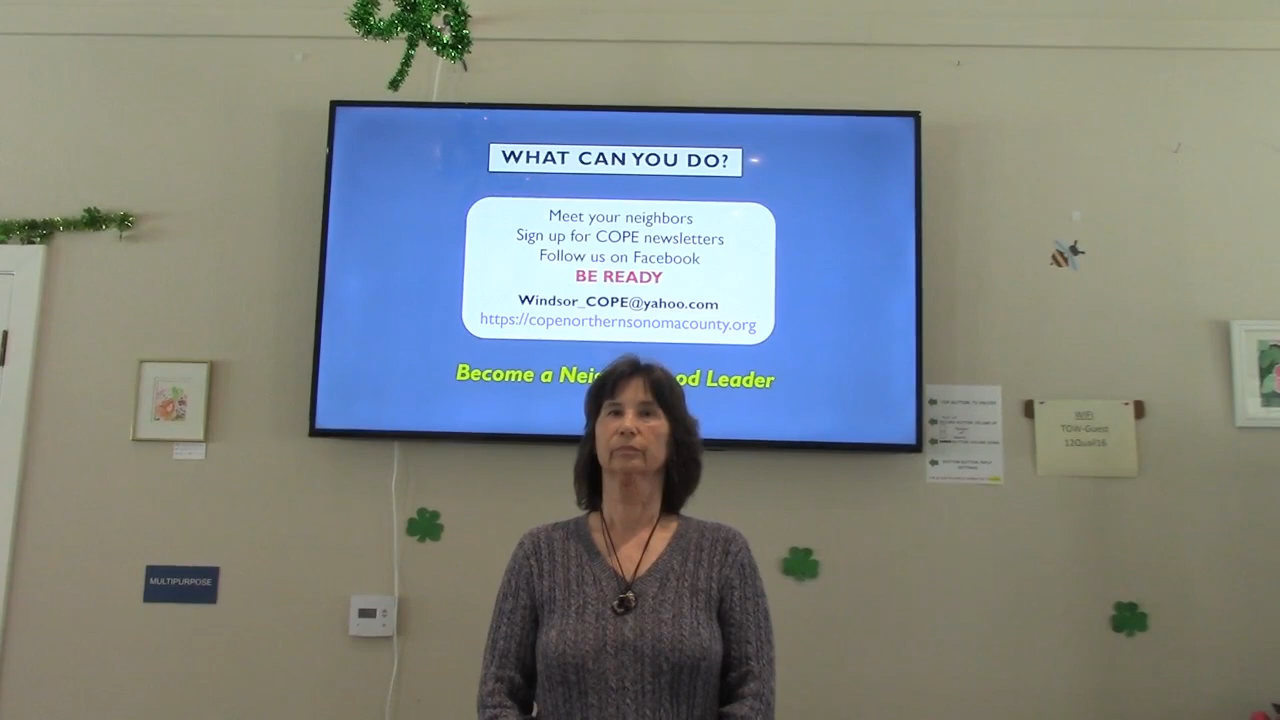 WHAT CAN YOU DO?
Meet your neighbors
Sign up for COPE newsletters
Follow us on Facebook
BE READY
Windsor_COPE@yahoo.com
https://copenorthernsonomacounty.org
Become a Nei od Leader
WIFI
TOW-Guest
12Quail16
MULTIPURPOSE